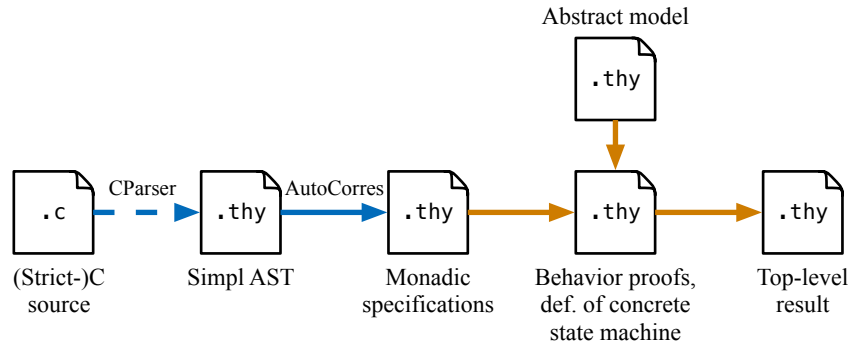 Abstract model
.thy
CParser
AutoCorres
.c
.thy
.thy
.thy
.thy
(Strict-)C
source
Simpl AST
Monadic
specifications
Behavior proofs,
def. of concrete
state machine
Top-level
result